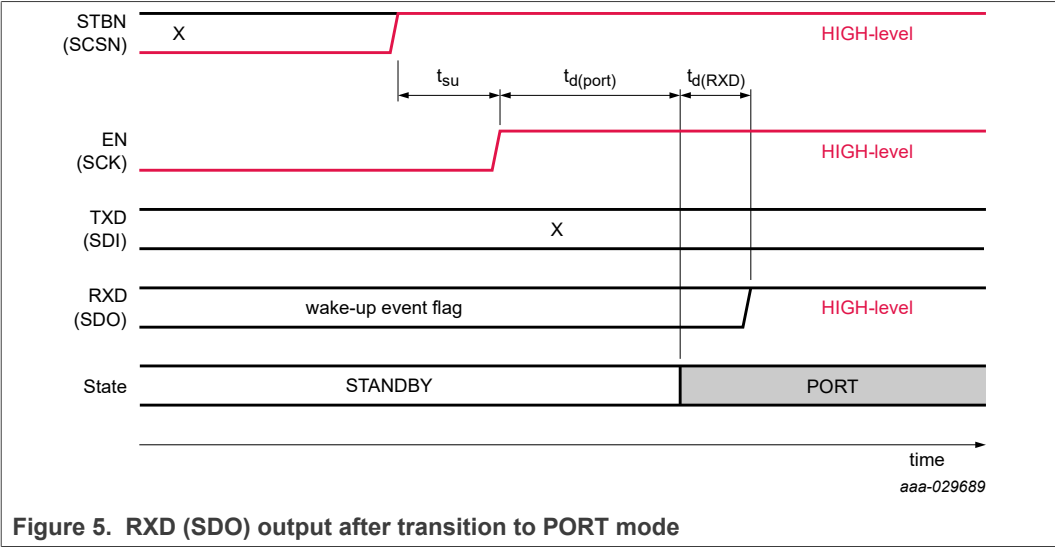 STBN
(SCSN)
X
HIGH-level
tsu
td(port)
td(RXD)
EN
(SCK)
HIGH-level
TXD
(SDI)
X
RXD
(SDO)
wake-up event flag
HIGH-level
State
STANDBY
PORT
time
aaa-029689
Figure 5. RXD (SDO) output after transition to PORT mode